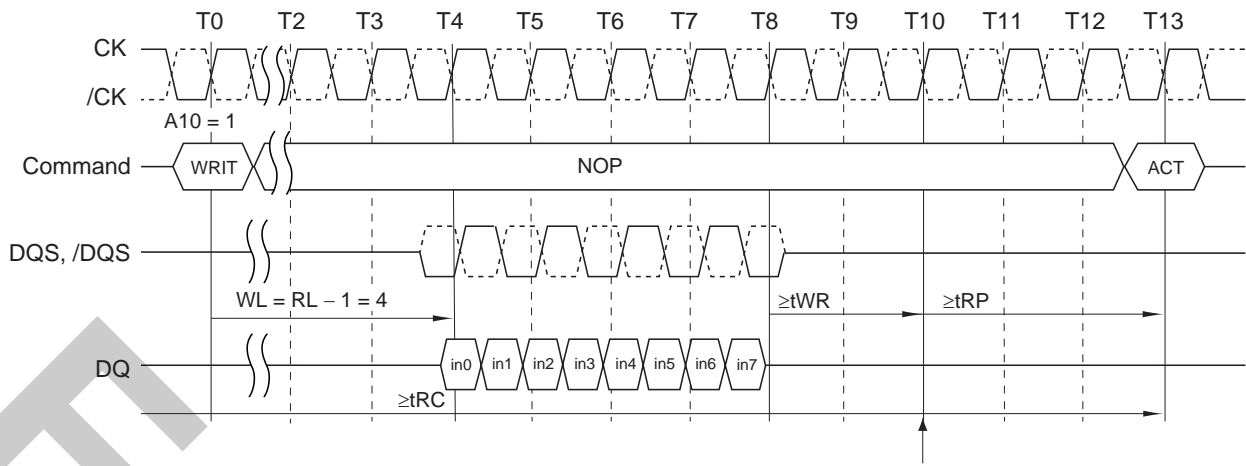 T0 T2 T3 T4 T5 T6 T7 T8 T9 T10 T11 T12 T13
CK
/CK
A10 = 1
Command WRIT NOP ACT
DQS, /DQS
WL = RL − 1 = 4 ≥tWR ≥tRP
DQ in0 in1 in2 in3 in4 in5 in6 in7
≥tRC